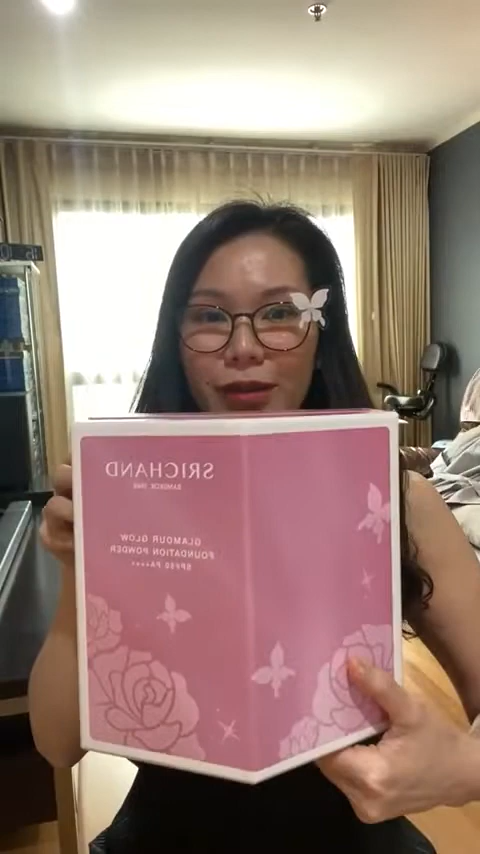 SRICHAND
BANGKOK 1948
GLAMOUR GLOW
FOUNDATION POWDER
SPF50 PA++++